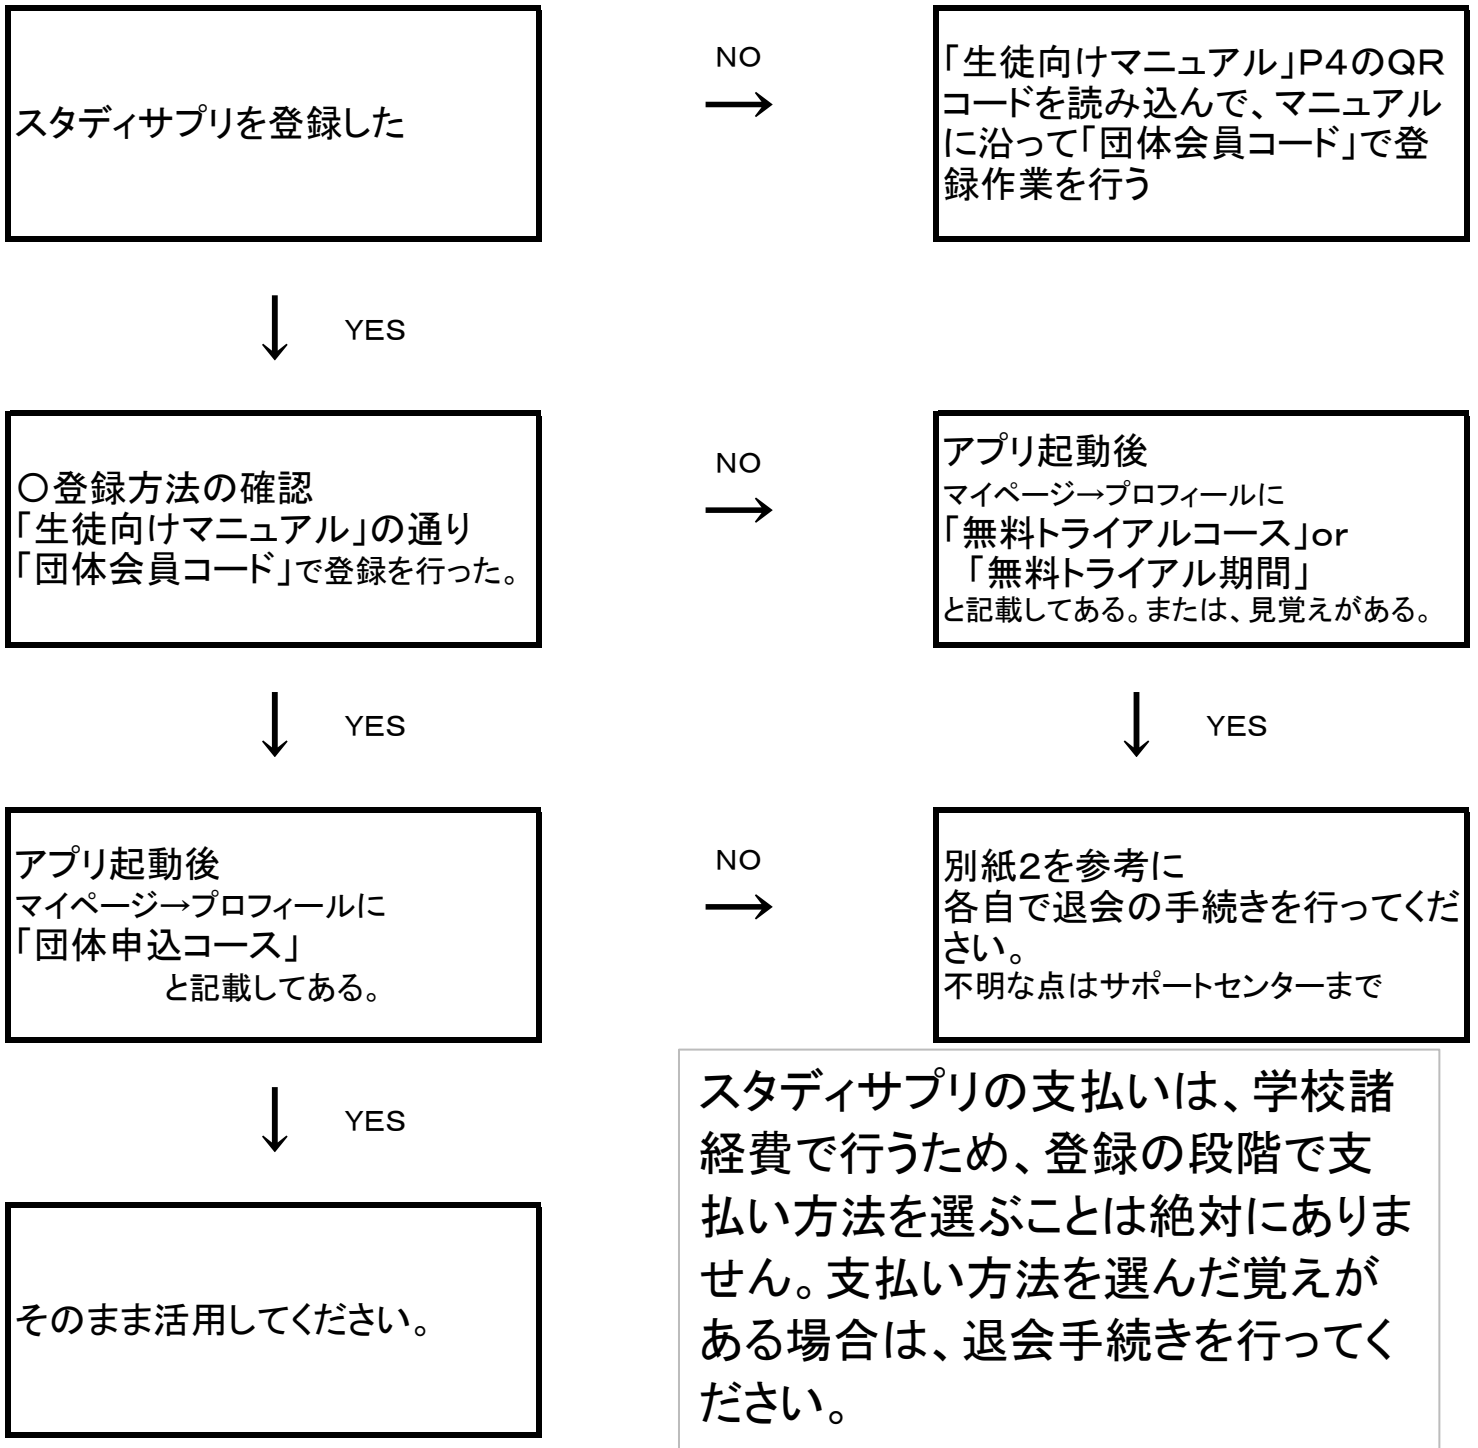 スタディサプリを登録した
NO
→
「生徒向けマニュアル」P4のQR
コードを読み込んで、マニュアル
に沿って「団体会員コード」で登
録作業を行う
↓ YES
〇登録方法の確認
「生徒向けマニュアル」の通り
「団体会員コード」で登録を行った。
NO
→
アプリ起動後
マイページ→プロフィールに
「無料トライアルコース」or
「無料トライアル期間」
と記載してある。または、見覚えがある。
↓ YES
↓ YES
アプリ起動後
マイページ→プロフィールに
「団体申込コース」
と記載してある。
NO
→
別紙2を参考に
各自で退会の手続きを行ってくだ
さい。
不明な点はサポートセンターまで
↓ YES
そのまま活用してください。
スタディサプリの支払いは、学校諸
経費で行うため、登録の段階で支
払い方法を選ぶことは絶対にありま
せん。支払い方法を選んだ覚えが
ある場合は、退会手続きを行ってく
ださい。